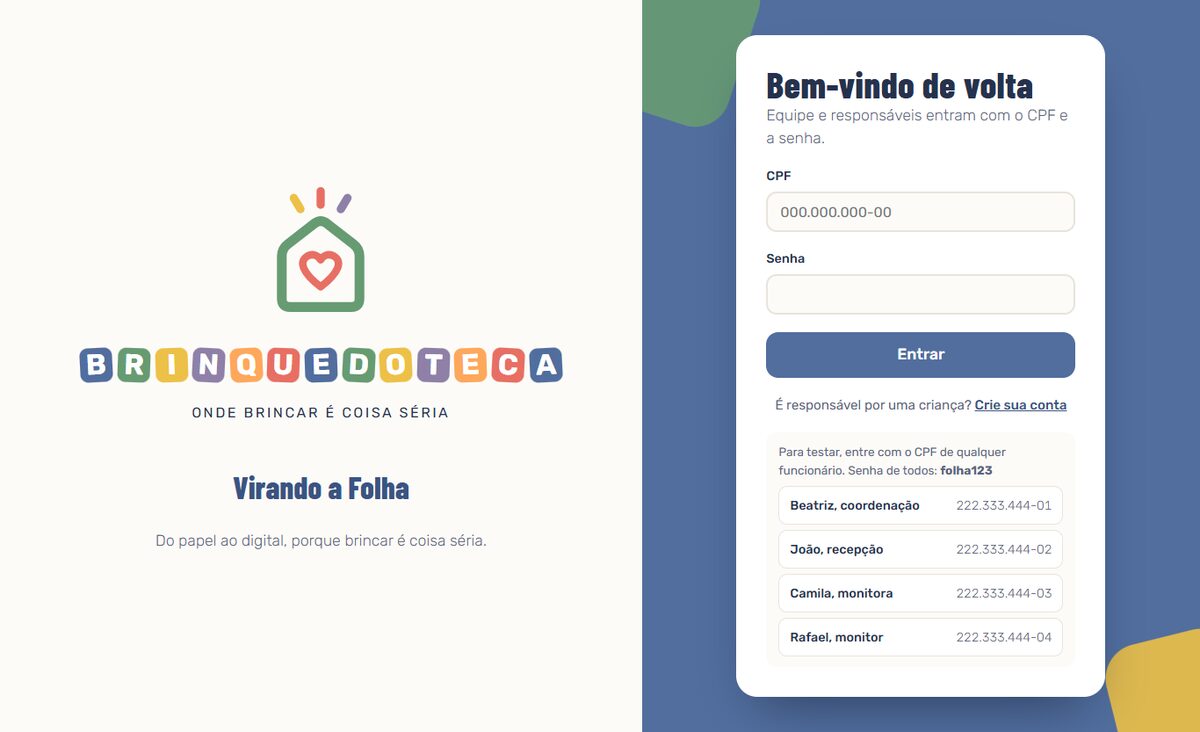 BRINQUEDOTECA
ONDE BRINCAR É COISA SÉRIA
Virando a Folha
Do papel ao digital, porque brincar é coisa séria.
Bem-vindo de volta
Equipe e responsáveis entram com o CPF e
a senha.
CPF
000.000.000-00
Senha
Entrar
É responsável por uma criança? Crie sua conta
Para testar, entre com o CPF de qualquer
funcionário. Senha de todos: folha123
Beatriz, coordenação 222.333.444-01
João, recepção 222.333.444-02
Camila, monitora 222.333.444-03
Rafael, monitor 222.333.444-04